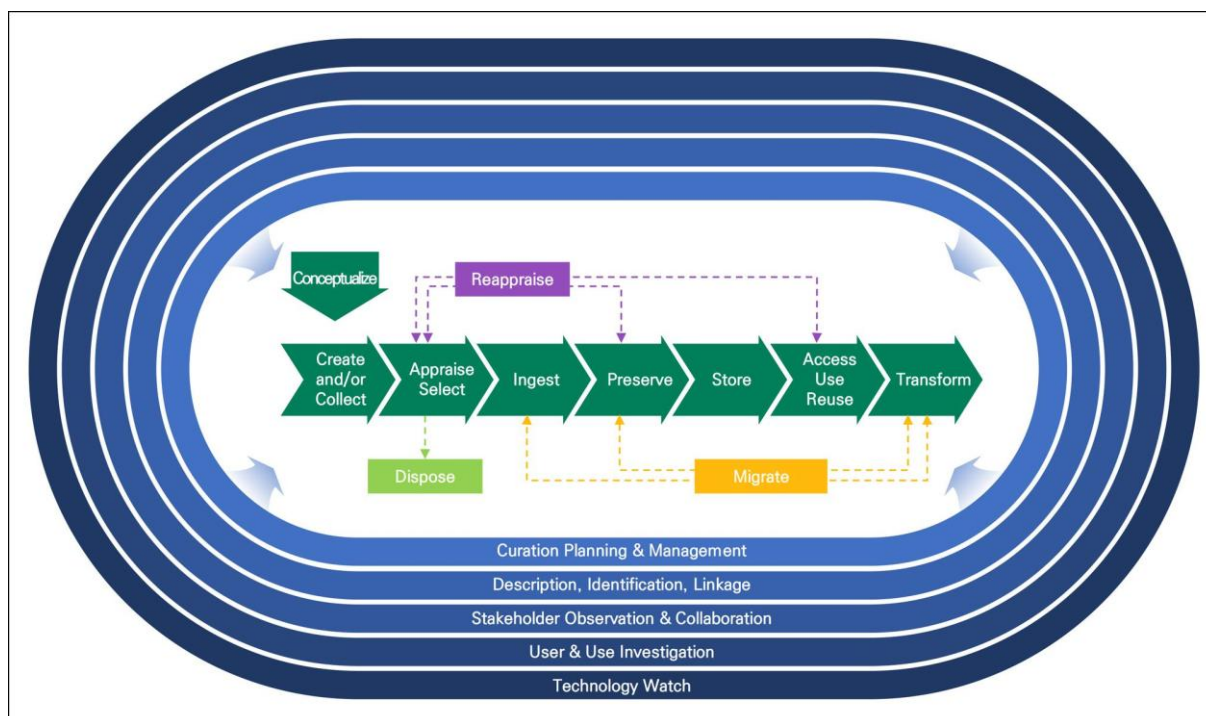 Conceptualize
Reappraise
Create
and/or
Collect
Appraise
Select
Ingest
Preserve
Store
Access
Use
Reuse
Transform
Dispose
Migrate
Curation Planning & Management
Description, Identification, Linkage
Stakeholder Observation & Collaboration
User & Use Investigation
Technology Watch